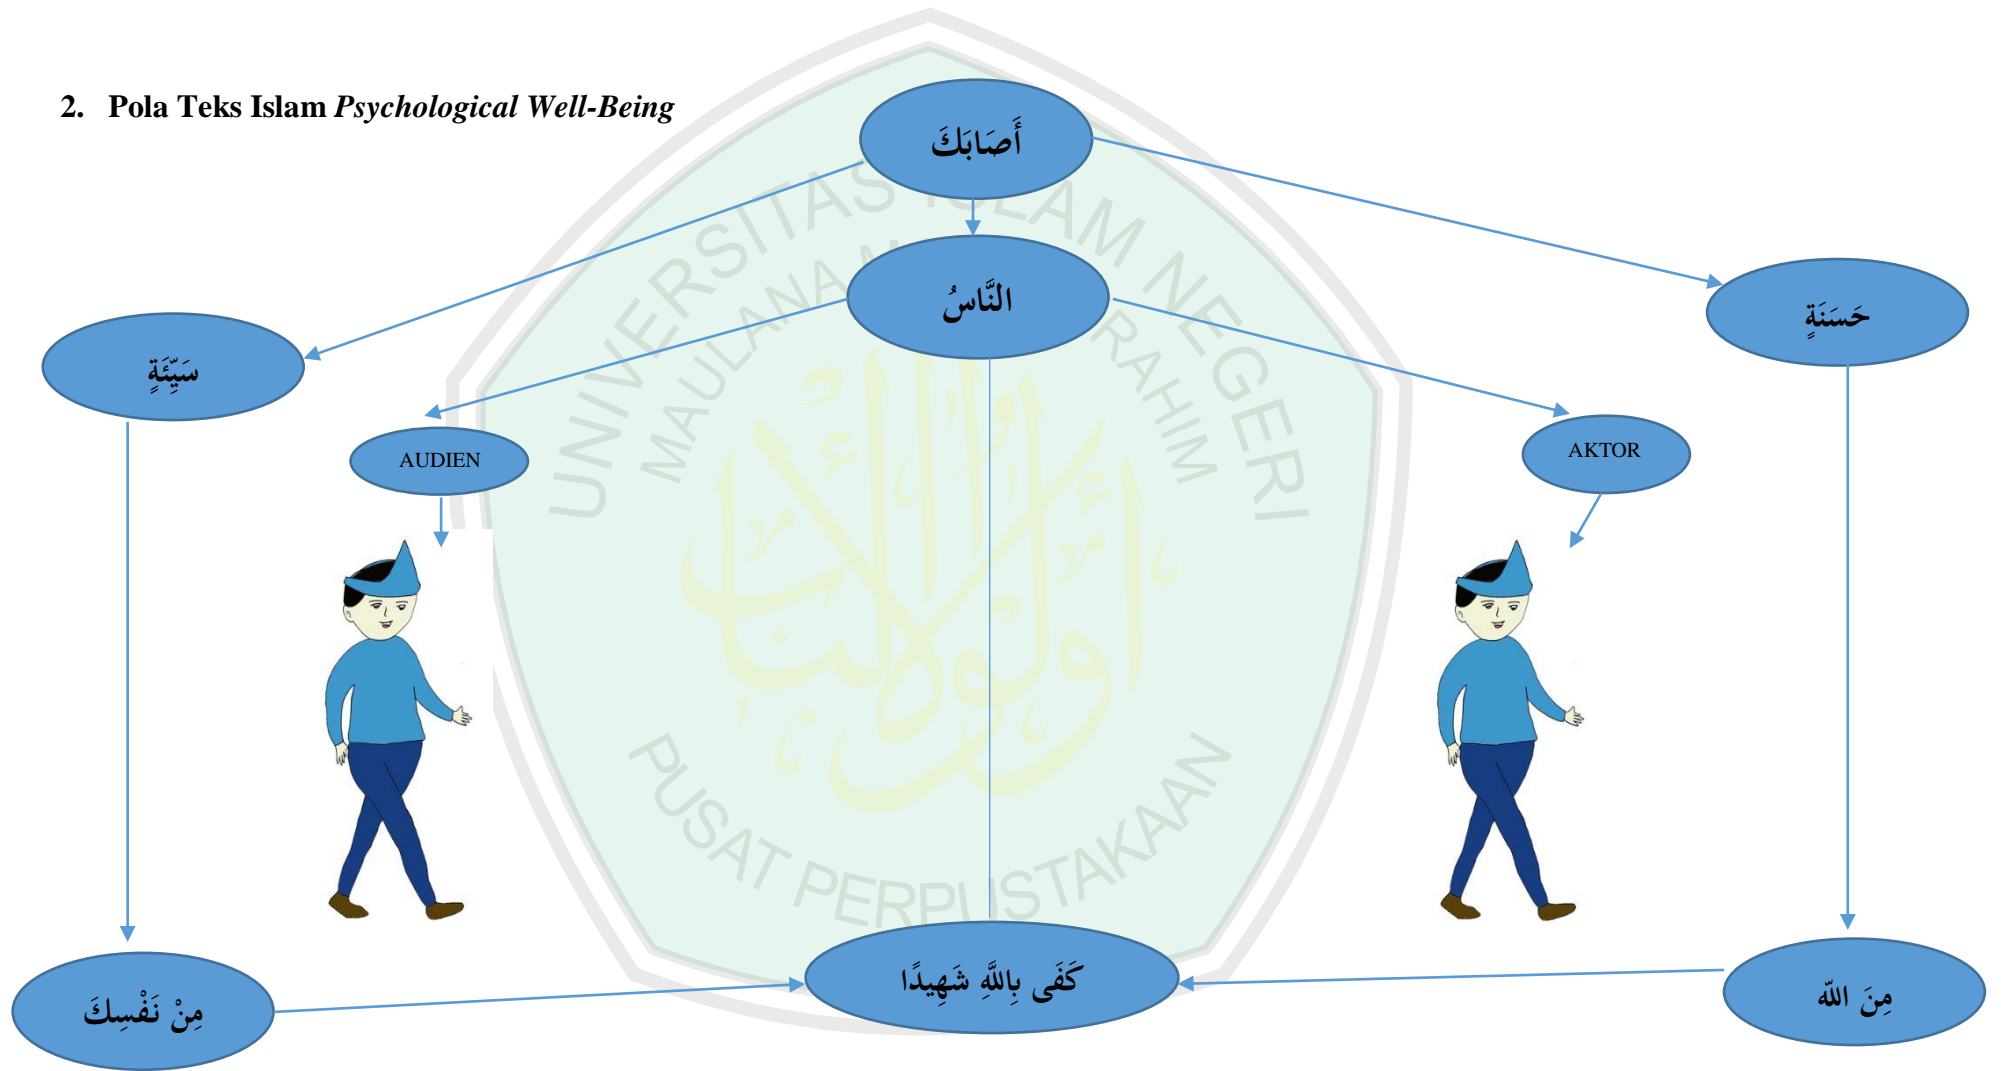 2. Pola Teks Islam Psychological Well-Being
أَصَابَكَ
النَّاسُ
حَسَنَةٍ
سَيِّئَةٍ
AUDIEN
AKTOR
مِنْ نَفْسِكَ
كَفَى بِاللَّهِ شَهِيدًا
مِنَ اللّه
UNIVERSITAS ISLAM NEGERI
MAULANA MALIK IBRAHIM
PUSAT PERPUSTAKAAN